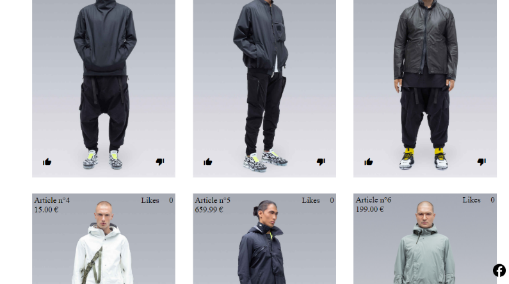 Article n°4 Likes 0
15.00 €
Article n°5 Likes 0
659.99 €
Article n°6 Likes 0
199.00 €